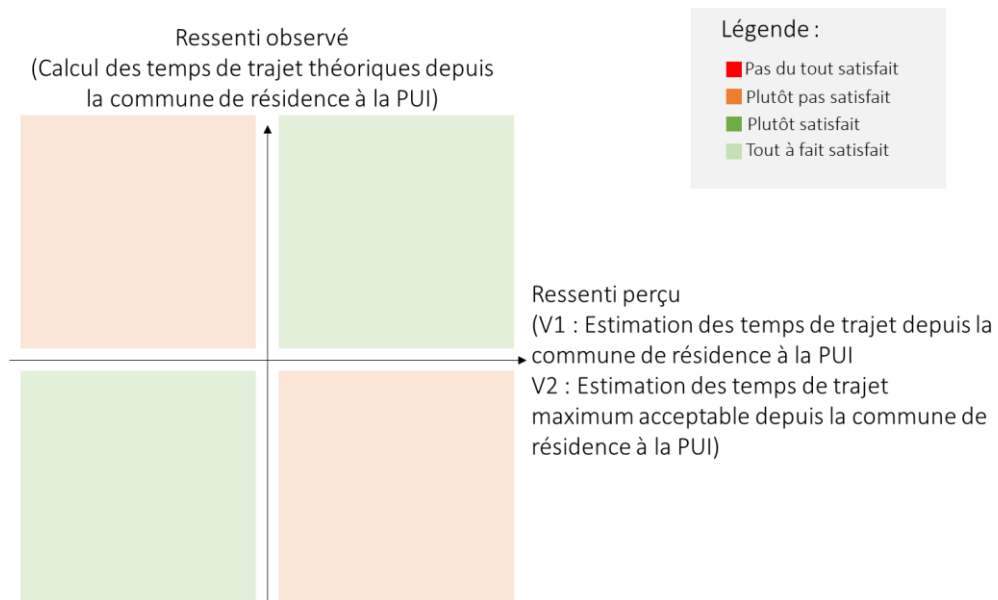 Ressenti observé
(Calcul des temps de trajet théoriques depuis
la commune de résidence à la PUI)
Légende :
Pas du tout satisfait
Plutôt pas satisfait
Plutôt satisfait
Tout à fait satisfait
Ressenti perçu
(V1 : Estimation des temps de trajet depuis la
commune de résidence à la PUI
V2 : Estimation des temps de trajet
maximum acceptable depuis la commune de
résidence à la PUI)